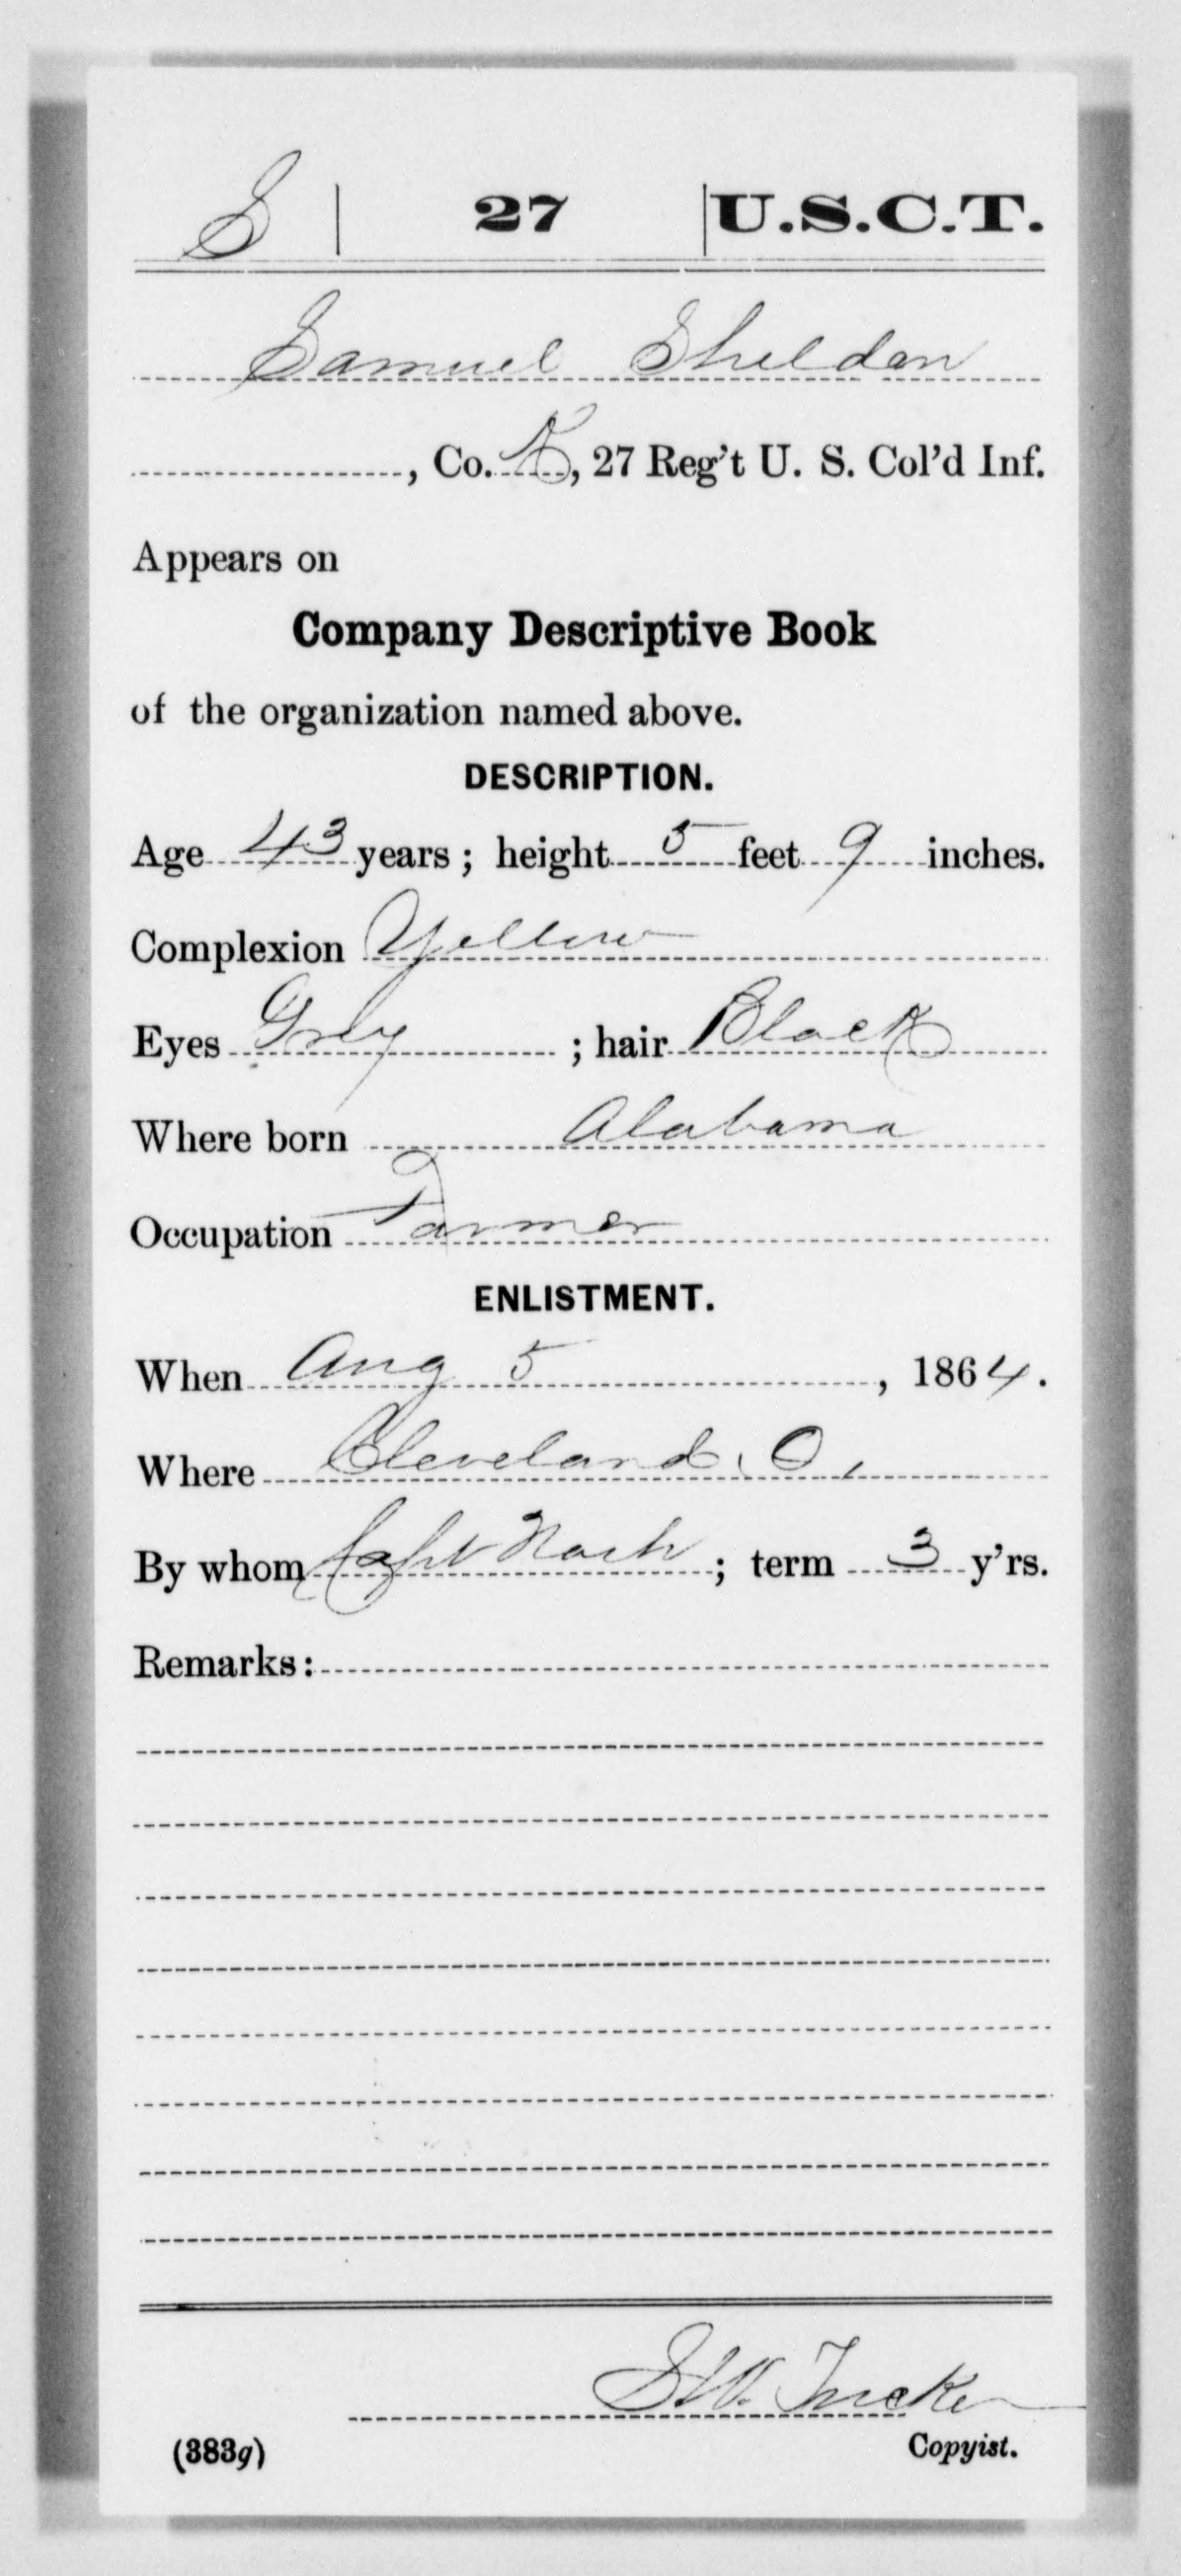 S | 27 | U.S.C.T.
Samuel Sheldon
, Co. K, 27 Reg't U. S. Col'd Inf.
Appears on
Company Descriptive Book
of the organization named above.
DESCRIPTION.
Age 43 years; height 5 feet 9 inches.
Complexion Yellow
Eyes Grey ; hair Black
Where born Alabama
Occupation Farmer
ENLISTMENT.
When Aug 5, 1864.
Where Cleveland, O,
By whom Capt Nash; term 3 y'rs.
Remarks:
S.W. Tucker
(383g) Copyist.